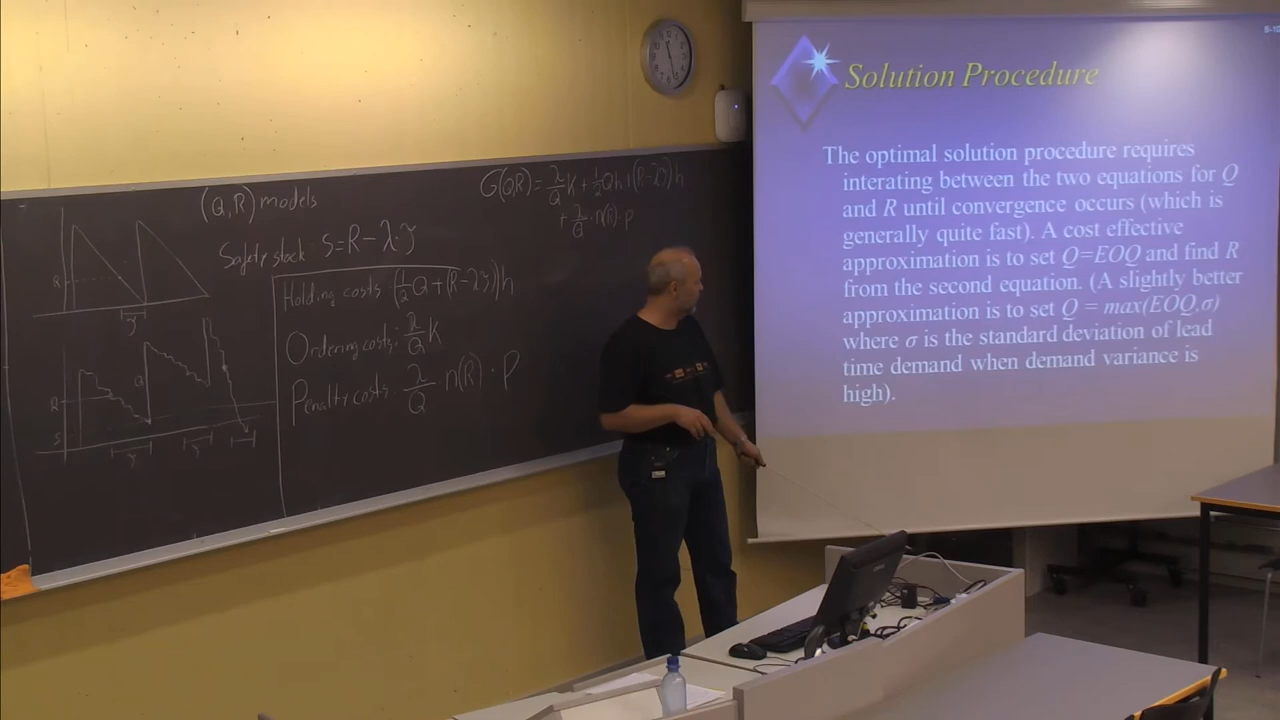 (Q,R) models
Safety stock S=R-λ·τ
Holding costs: (½Q+(R-λτ))h
Ordering costs: λ/Q K
Penalty costs: λ/Q n(R)·P
G(Q,R)=λ/Q K+½Qh+(R-λτ)h
+λ/Q·n(R)·p
Solution Procedure
The optimal solution procedure requires
interating between the two equations for Q
and R until convergence occurs (which is
generally quite fast). A cost effective
approximation is to set Q=EOQ and find R
from the second equation. (A slightly better
approximation is to set Q = max(EOQ,σ)
where σ is the standard deviation of lead
time demand when demand variance is
high).